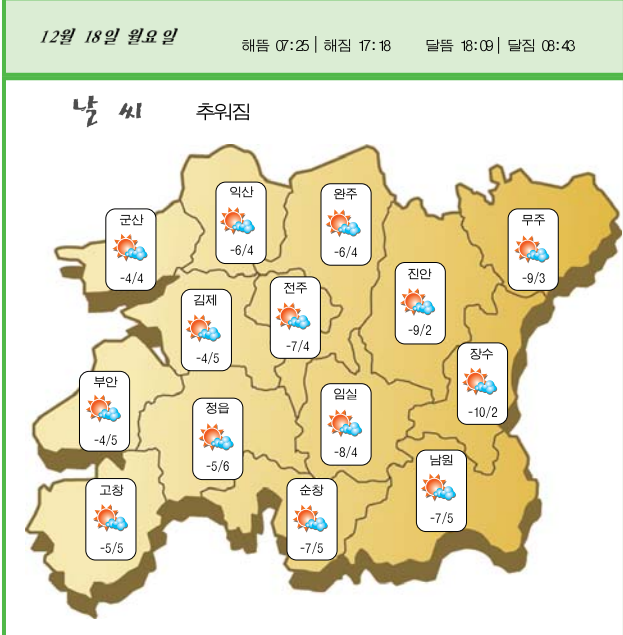 12월 18일 월요일
해뜸 07:25│해짐 17:18 달뜸 18:09│달짐 08:43
날씨 추워짐
익산
-6/4
완주
-6/4
군산
-4/4
무주
-9/3
진안
-9/2
전주
-7/4
김제
-4/5
장수
-10/2
부안
-4/5
정읍
-5/6
임실
-8/4
남원
-7/5
고창
-5/5
순창
-7/5